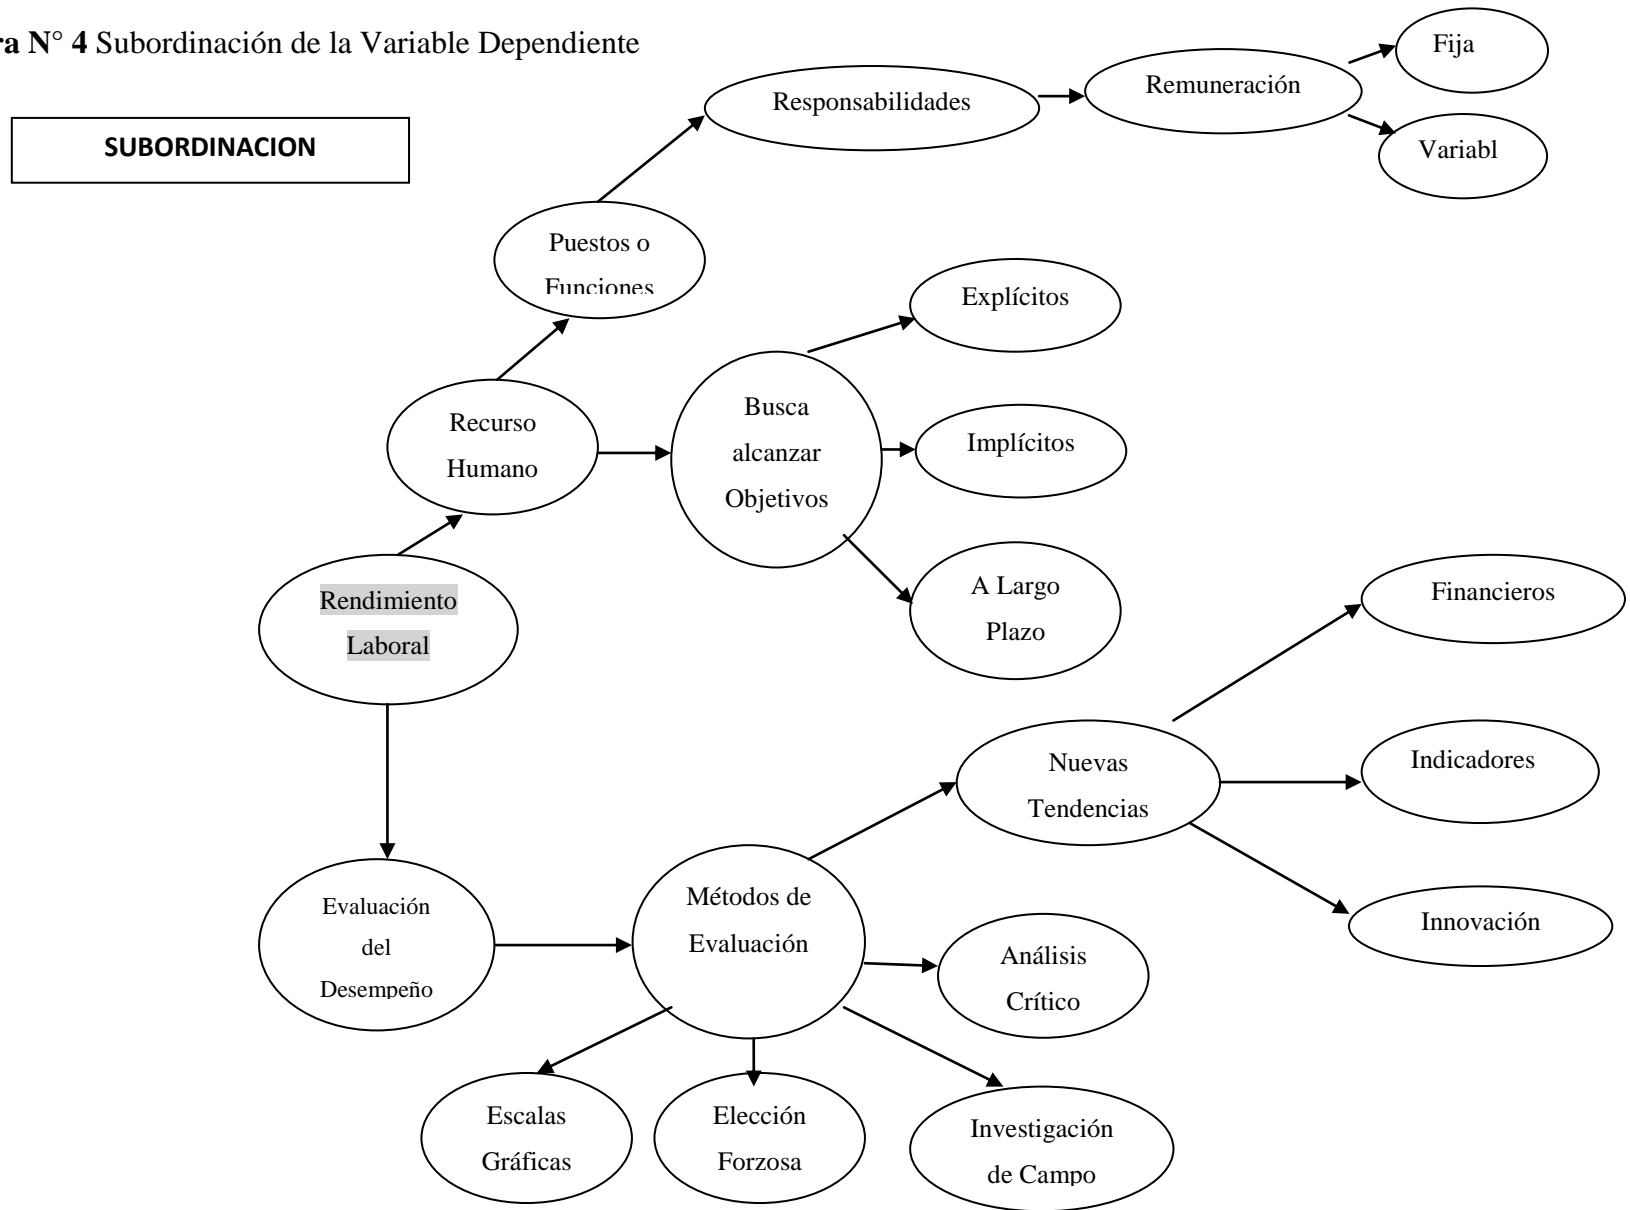 ra N° 4 Subordinación de la Variable Dependiente
SUBORDINACION
Fija
Remuneración
Responsabilidades
Variabl
Puestos o
Funciones
Explícitos
Busca
alcanzar
Objetivos
Recurso
Humano
Implícitos
A Largo
Plazo
Rendimiento
Laboral
Financieros
Nuevas
Tendencias
Indicadores
Métodos de
Evaluación
Evaluación
del
Desempeño
Innovación
Análisis
Crítico
Escalas
Gráficas
Elección
Forzosa
Investigación
de Campo